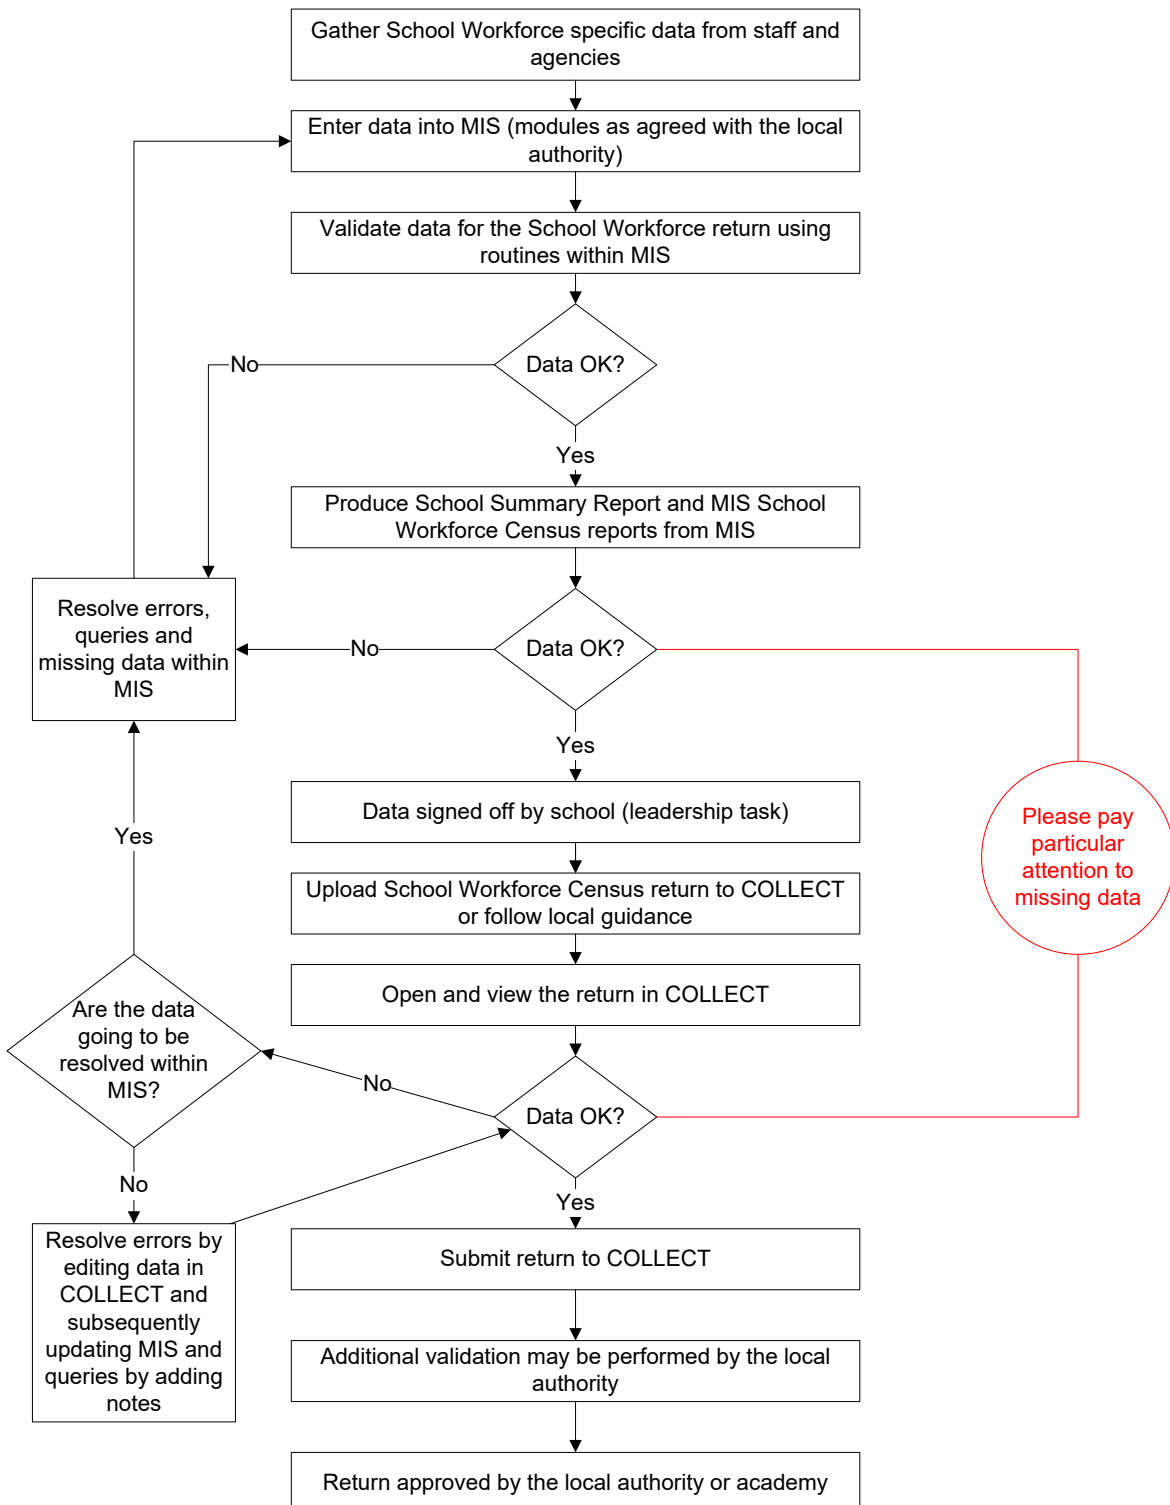 Gather School Workforce specific data from staff and
agencies
Enter data into MIS (modules as agreed with the local
authority)
Validate data for the School Workforce return using
routines within MIS
Data OK?
No
Yes
Produce School Summary Report and MIS School
Workforce Census reports from MIS
Resolve errors,
queries and
missing data within
MIS
No
Data OK?
Yes
Data signed off by school (leadership task)
Please pay
particular
attention to
missing data
Yes
Upload School Workforce Census return to COLLECT
or follow local guidance
Open and view the return in COLLECT
Are the data
going to be
resolved within
MIS?
No
Data OK?
No
Yes
Resolve errors by
editing data in
COLLECT and
subsequently
updating MIS and
queries by adding
notes
Submit return to COLLECT
Additional validation may be performed by the local
authority
Return approved by the local authority or academy